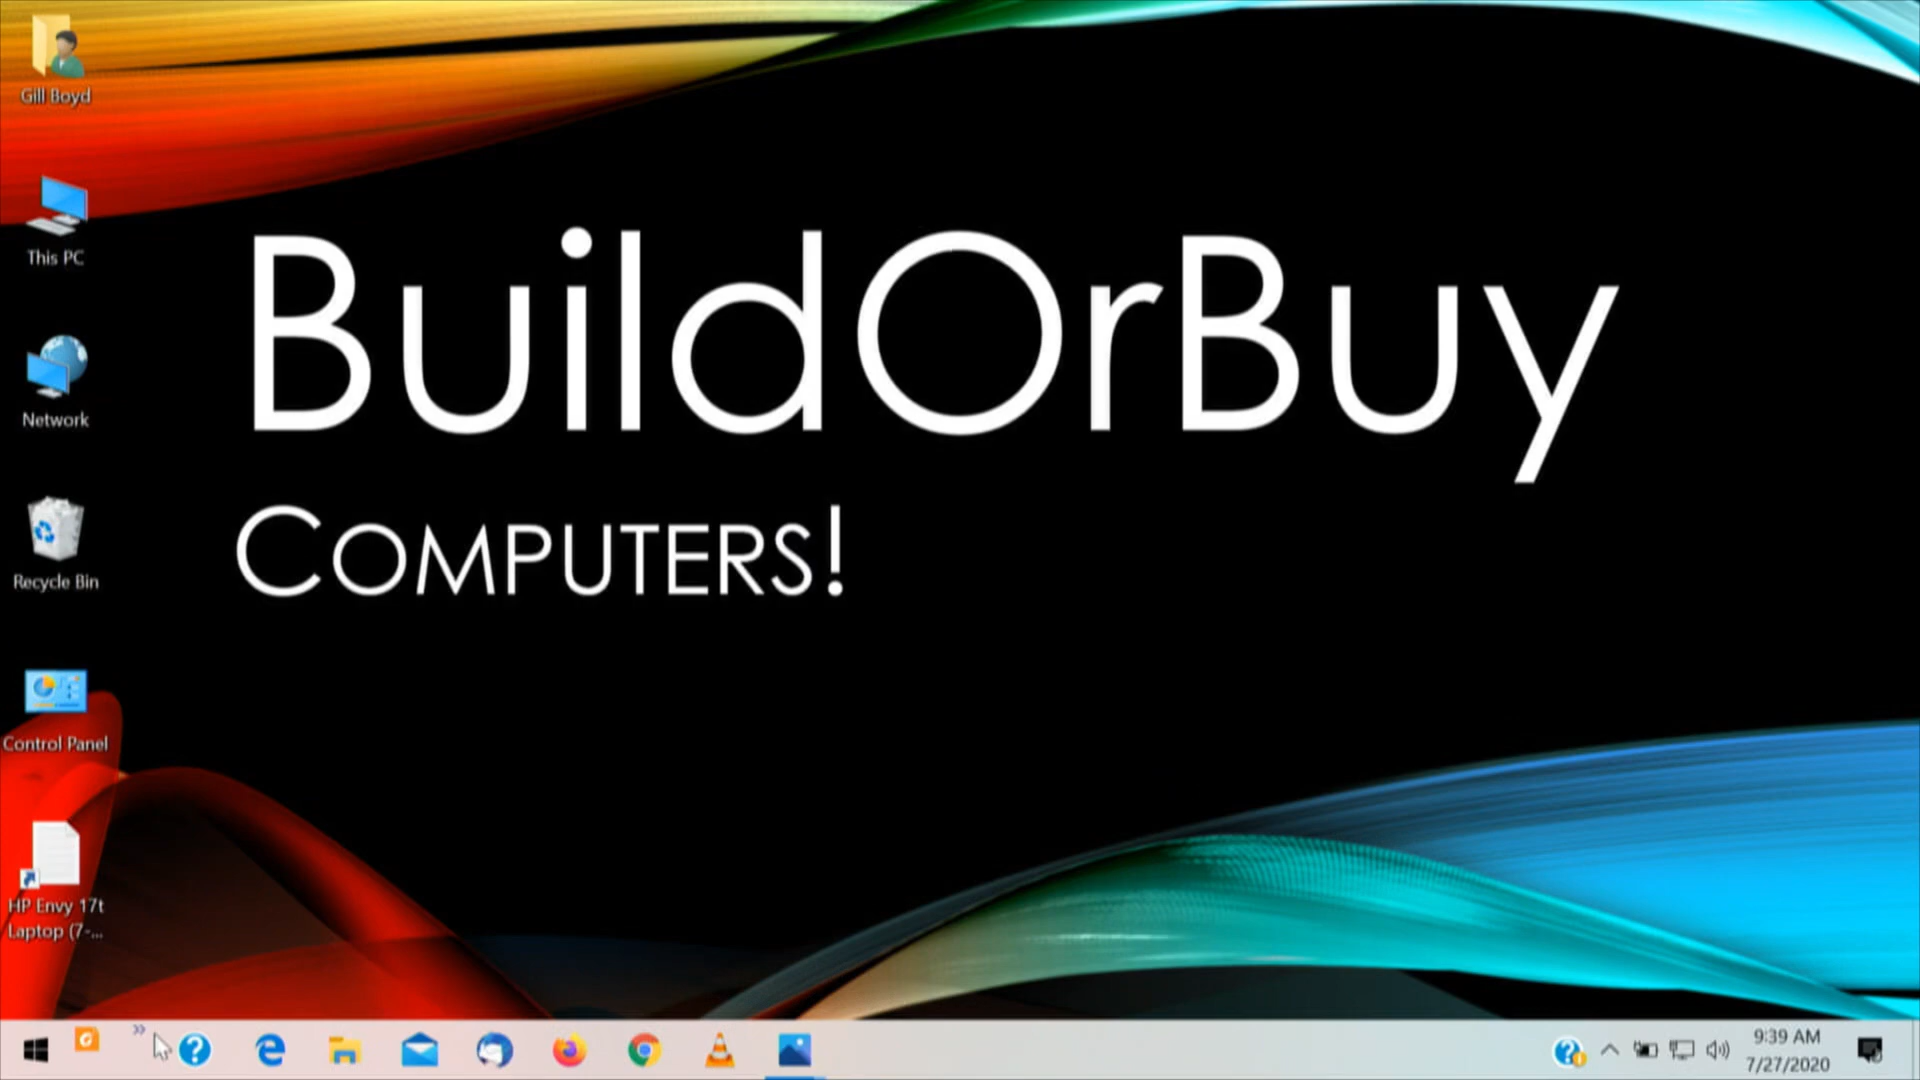 Gill Boyd
This PC
Network
Recycle Bin
Control Panel
HP Envy 17t
Laptop (7-...
BuildOrBuy
COMPUTERS!
9:39 AM
7/27/2020